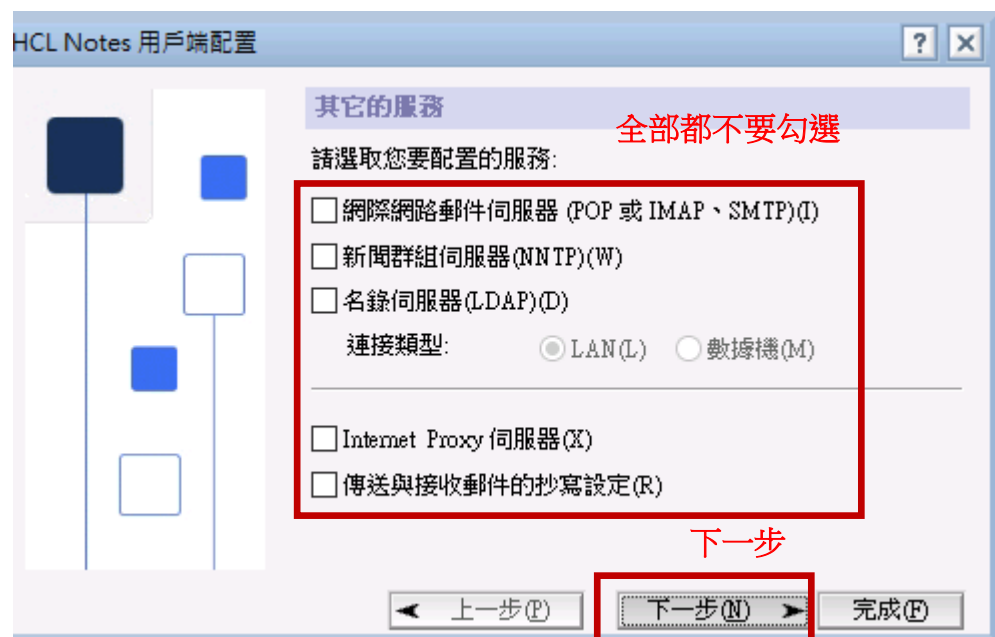 HCL Notes 用戶端配置
其它的服務
全部都不要勾選
請選取您要配置的服務:
網際網路郵件伺服器 (POP 或 IMAP、SMTP)(I)
新聞群組伺服器(NNTP)(W)
名錄伺服器(LDAP)(D)
連接類型: LAN(L) 數據機(M)
Internet Proxy 伺服器(X)
傳送與接收郵件的抄寫設定(R)
下一步
上一步(P) 下一步(N) 完成(F)